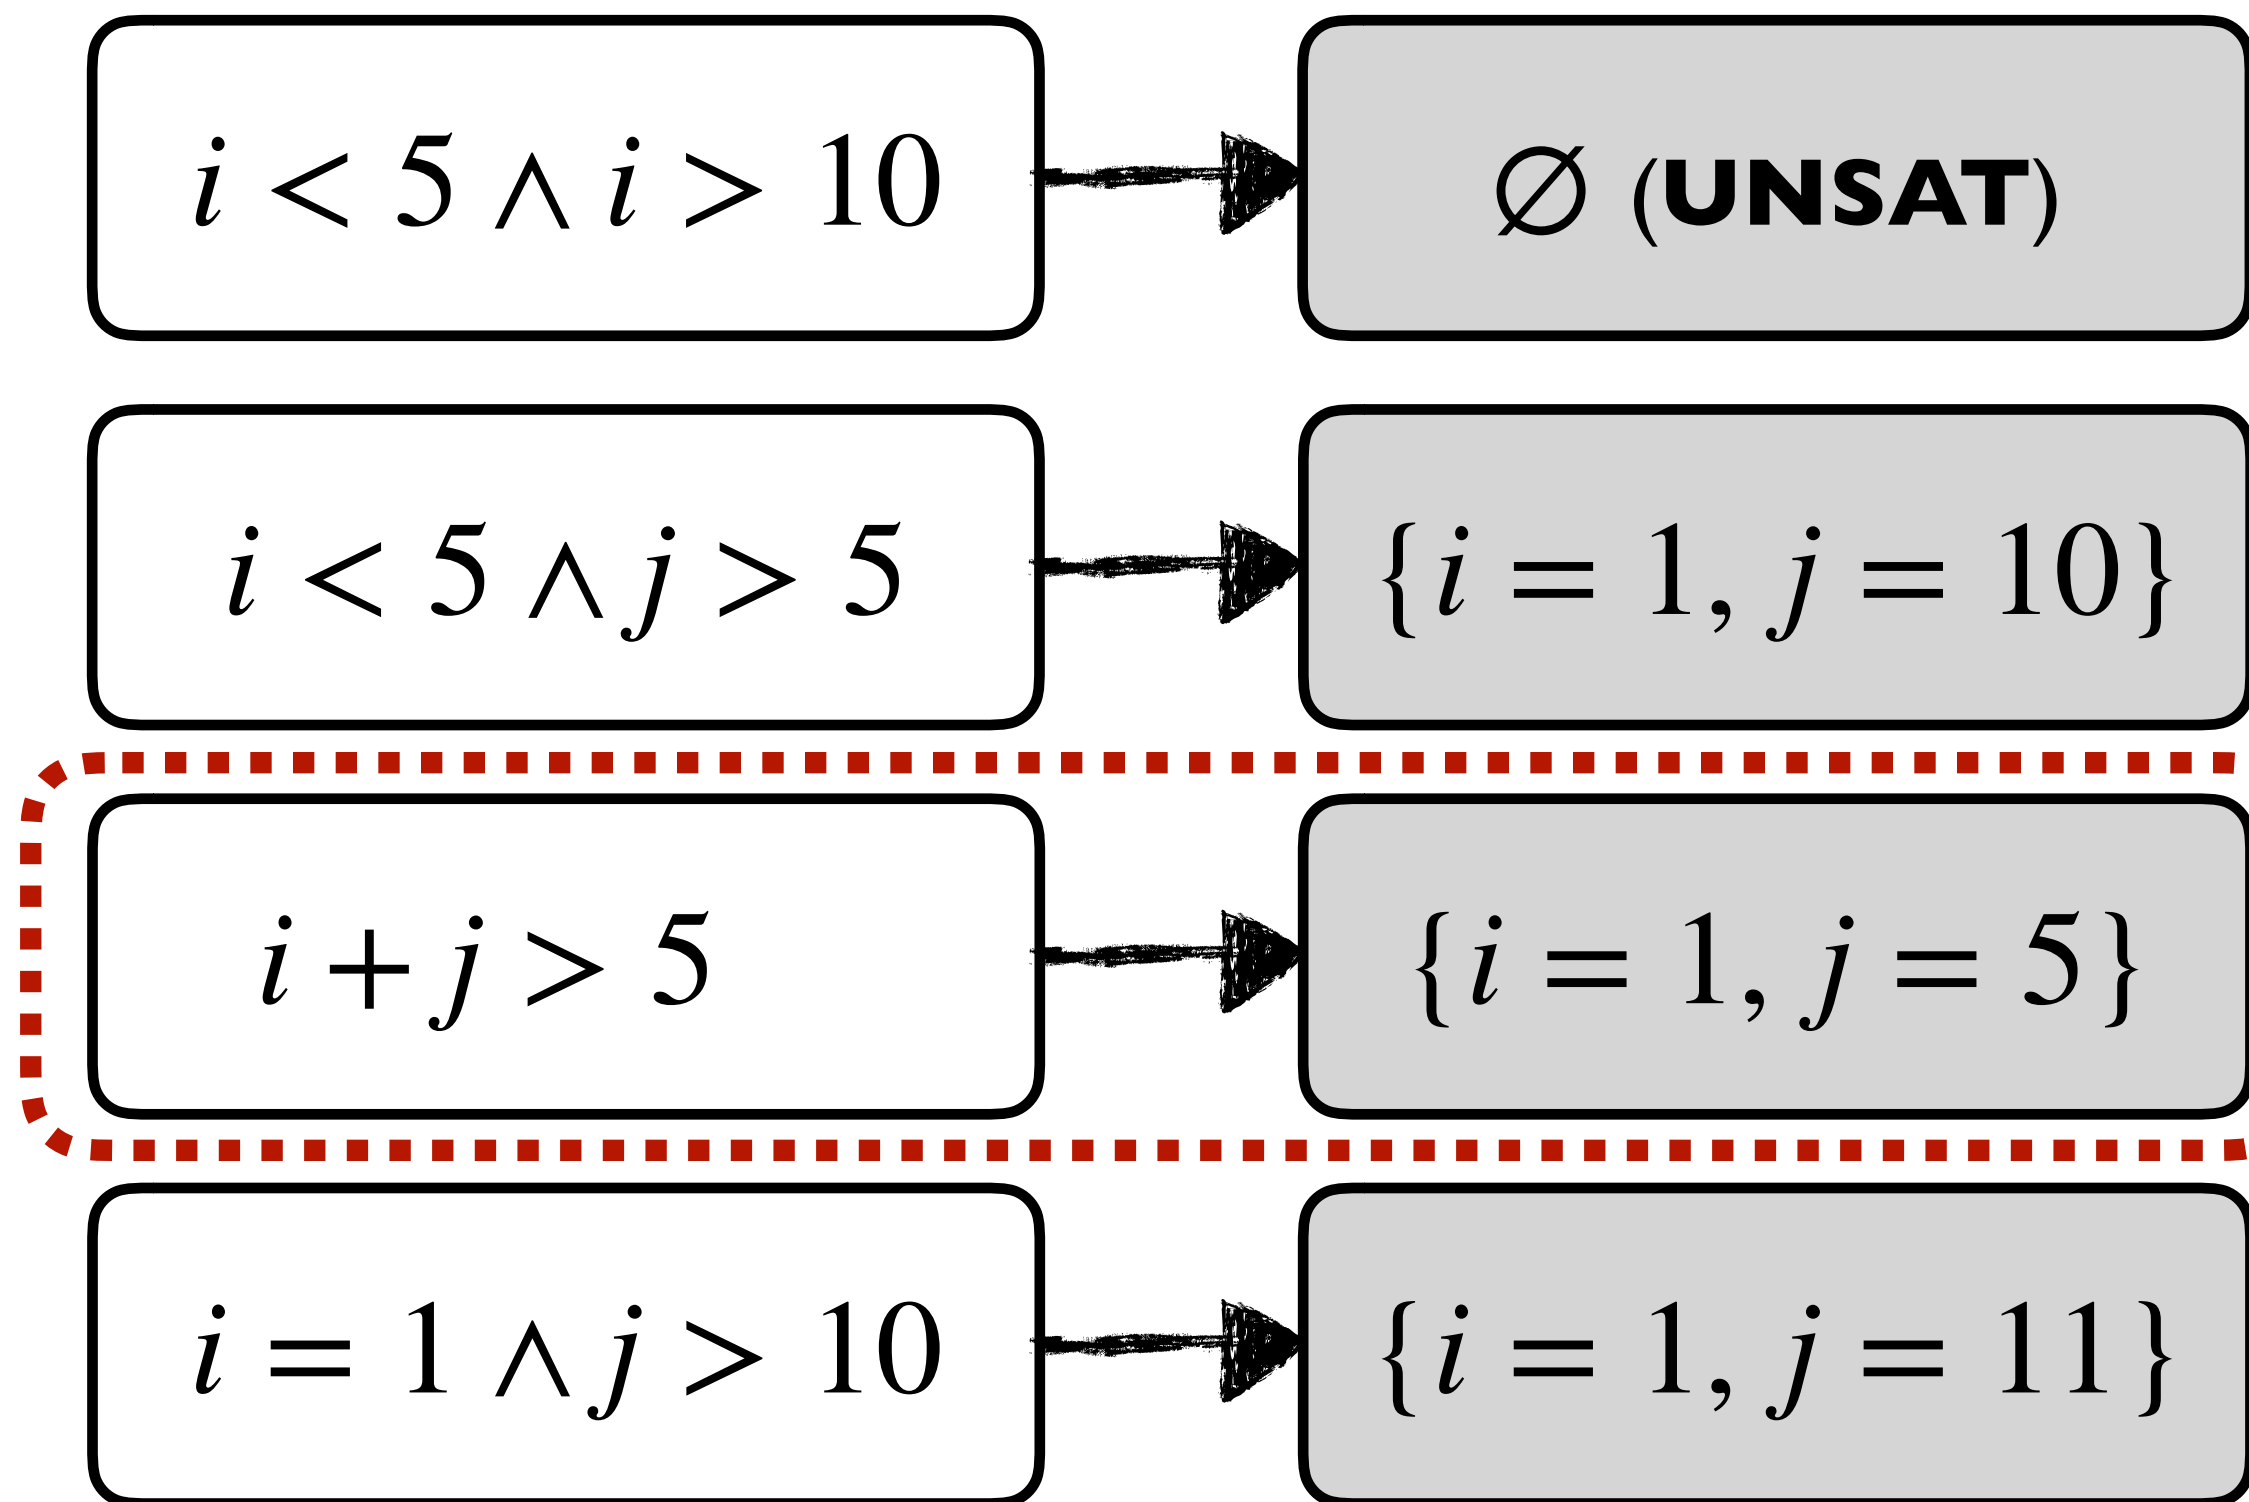 i < 5 ∧ i > 10
∅ (UNSAT)
i < 5 ∧ j > 5
{i = 1, j = 10}
i + j > 5
{i = 1, j = 5}
i = 1 ∧ j > 10
{i = 1, j = 11}